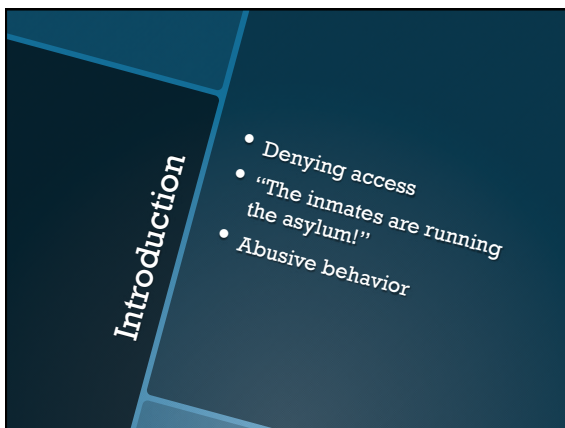 Introduction
• Denying access
• “The inmates are running
the asylum!”
• Abusive behavior